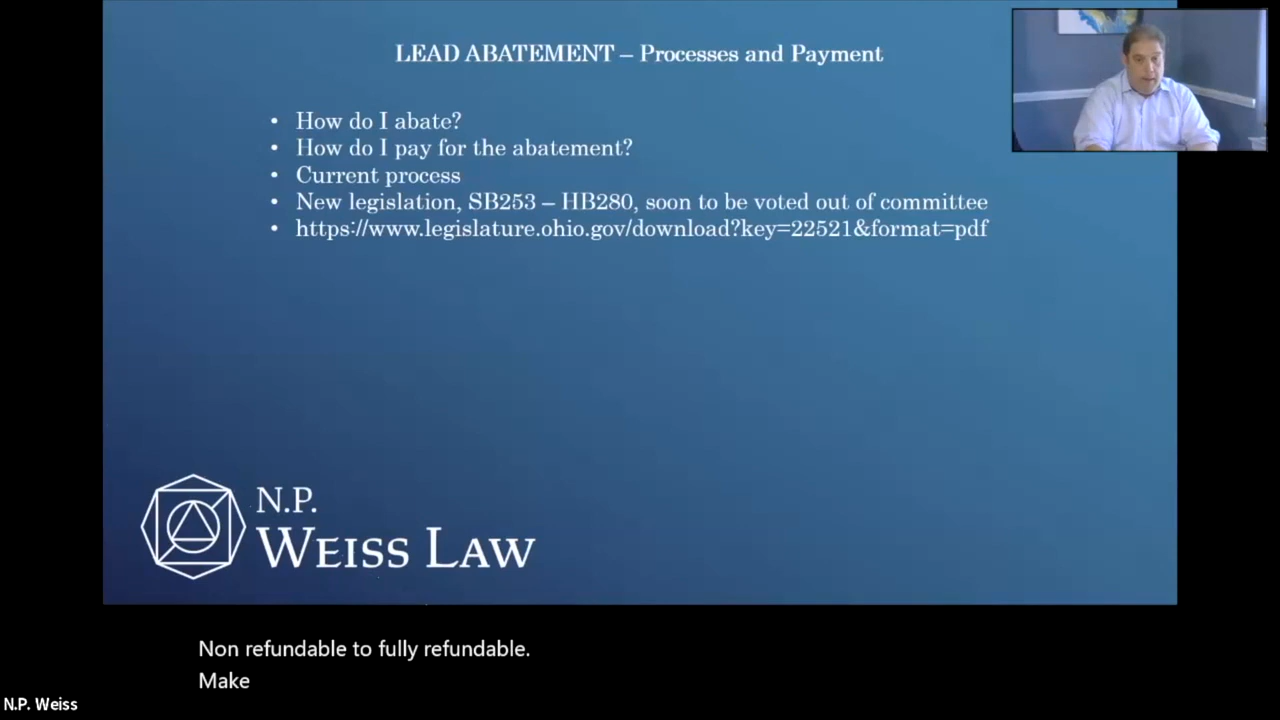 LEAD ABATEMENT – Processes and Payment
• How do I abate?
• How do I pay for the abatement?
• Current process
• New legislation, SB253 – HB280, soon to be voted out of committee
• https://www.legislature.ohio.gov/download?key=22521&format=pdf
N.P.
WEISS LAW
Non refundable to fully refundable.
Make
N.P. Weiss